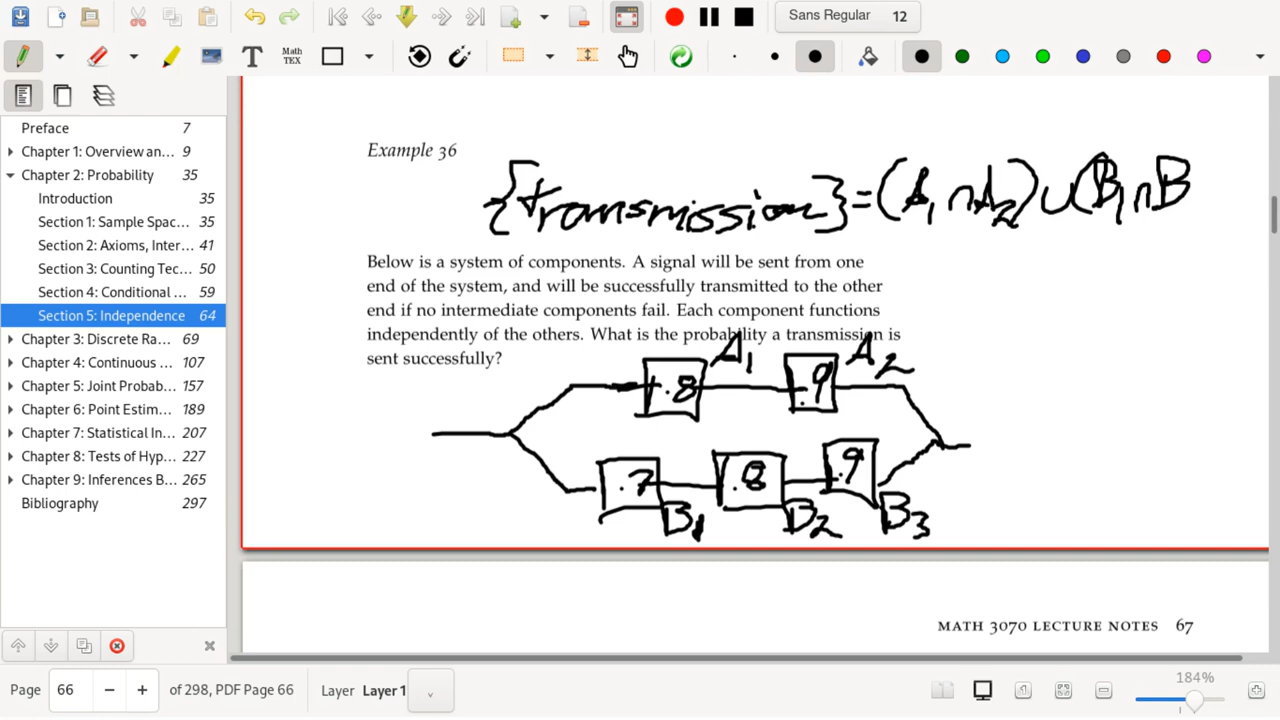 Sans Regular 12
T Math TEX
Preface 7
Chapter 1: Overview an... 9
Chapter 2: Probability 35
Introduction 35
Section 1: Sample Spac... 35
Section 2: Axioms, Inter... 41
Section 3: Counting Tec... 50
Section 4: Conditional ... 59
Section 5: Independence 64
Chapter 3: Discrete Ra... 69
Chapter 4: Continuous ... 107
Chapter 5: Joint Probab... 157
Chapter 6: Point Estim... 189
Chapter 7: Statistical In... 207
Chapter 8: Tests of Hyp... 227
Chapter 9: Inferences B... 265
Bibliography 297
Example 36
{transmission} = (A₁ ∩ A₂) ∪ (B₁ ∩ B
Below is a system of components. A signal will be sent from one
end of the system, and will be successfully transmitted to the other
end if no intermediate components fail. Each component functions
independently of the others. What is the probability a transmission is
sent successfully?
A₁ A₂
.8 .9
.7 .8 .9
B₁ B₂ B₃
MATH 3070 LECTURE NOTES 67
Page 66 of 298, PDF Page 66 Layer Layer 1 184%